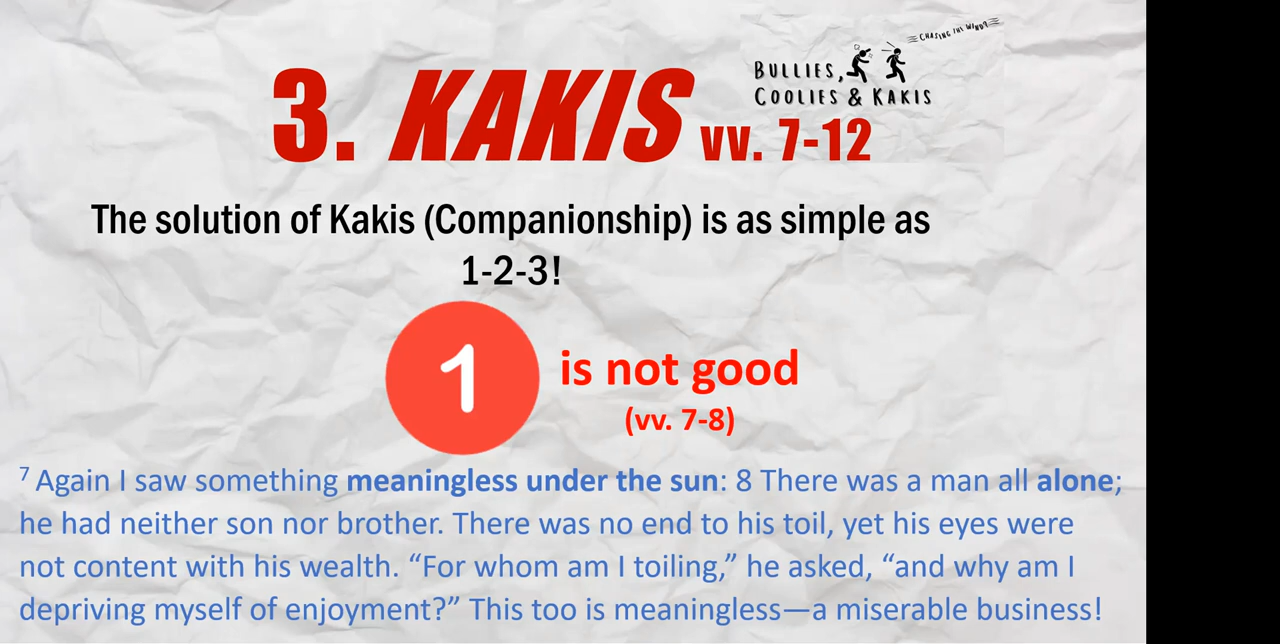 CHASING THE WIND?
BULLIES,
COOLIES & KAKIS
3. KAKIS vv. 7-12
The solution of Kakis (Companionship) is as simple as
1-2-3!
1 is not good
(vv. 7-8)
7 Again I saw something meaningless under the sun: 8 There was a man all alone;
he had neither son nor brother. There was no end to his toil, yet his eyes were
not content with his wealth. “For whom am I toiling,” he asked, “and why am I
depriving myself of enjoyment?” This too is meaningless—a miserable business!